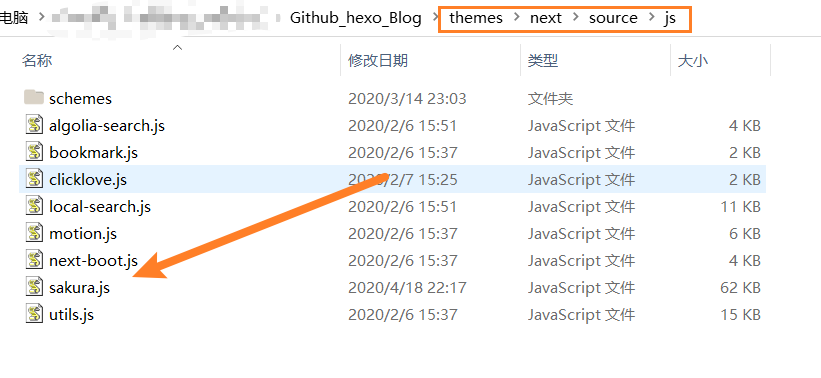 电脑 > Github_hexo_Blog > themes > next > source > js
名称 修改日期 类型 大小
schemes 2020/3/14 23:03 文件夹
algolia-search.js 2020/2/6 15:51 JavaScript 文件 4 KB
bookmark.js 2020/2/6 15:37 JavaScript 文件 2 KB
clicklove.js 2020/2/7 15:25 JavaScript 文件 2 KB
local-search.js 2020/2/6 15:51 JavaScript 文件 11 KB
motion.js 2020/2/6 15:37 JavaScript 文件 6 KB
next-boot.js 2020/2/6 15:37 JavaScript 文件 4 KB
sakura.js 2020/4/18 22:17 JavaScript 文件 62 KB
utils.js 2020/2/6 15:37 JavaScript 文件 15 KB